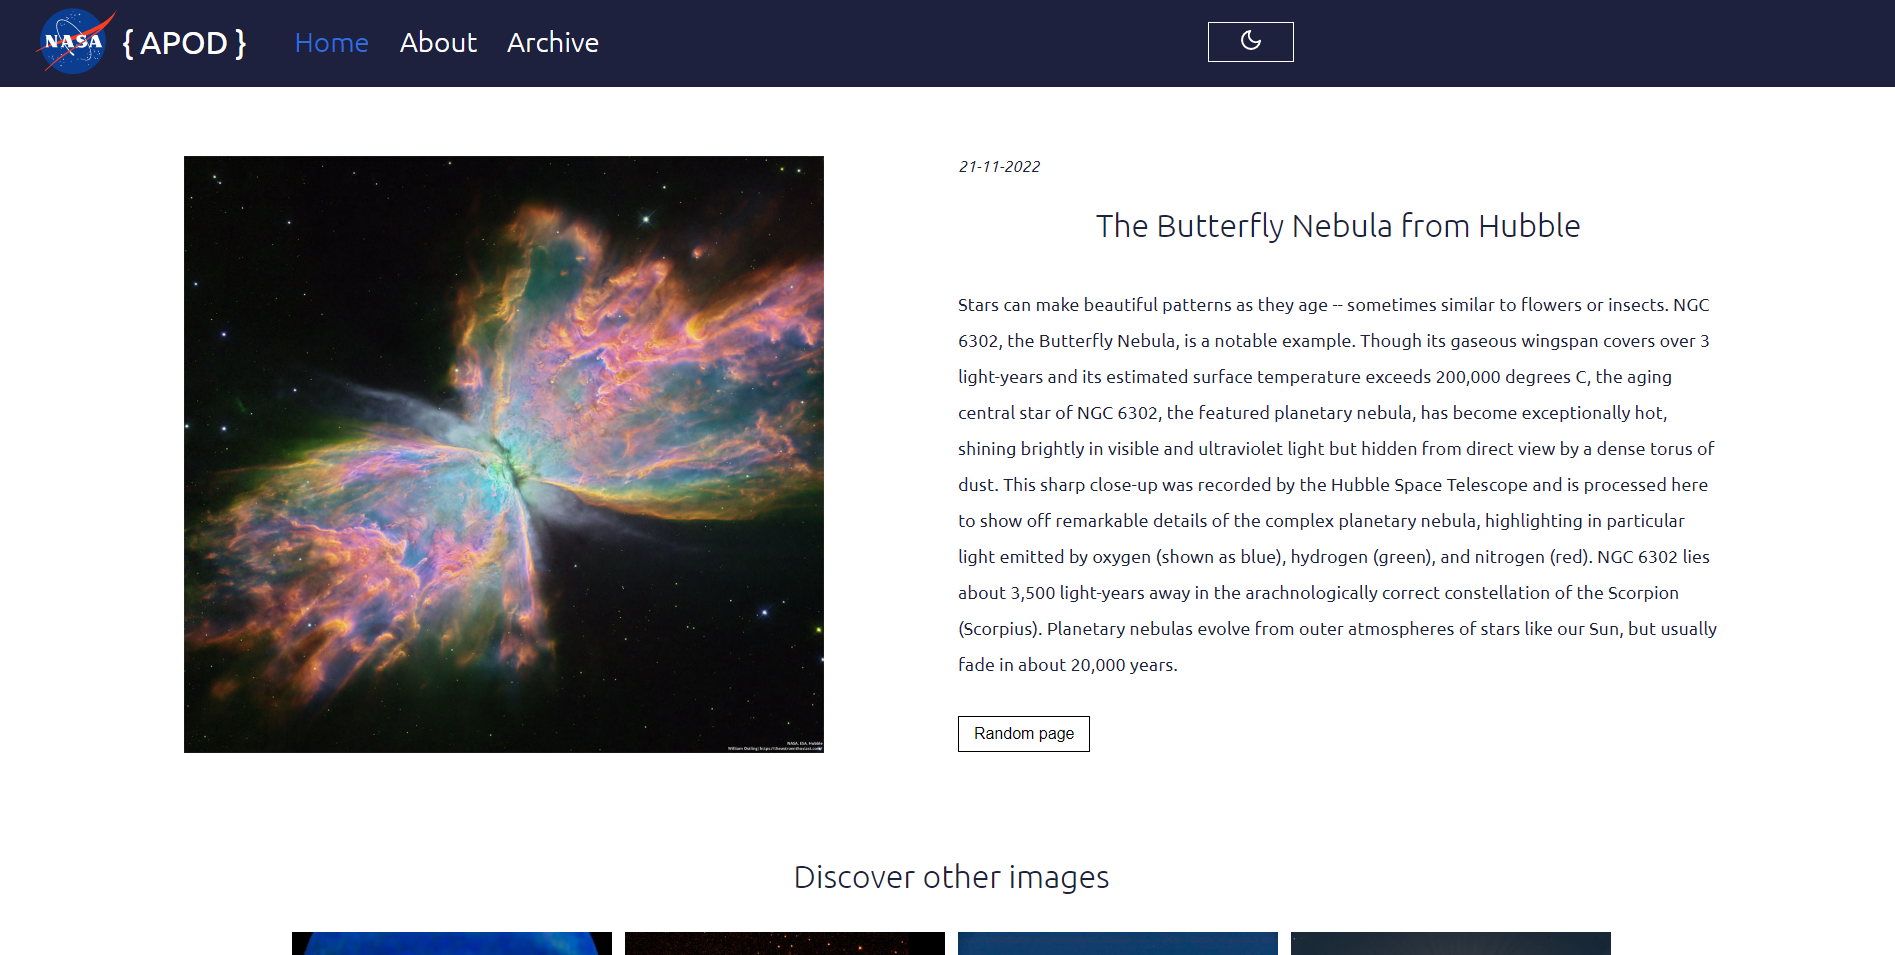 NASA { APOD } Home About Archive
21-11-2022
The Butterfly Nebula from Hubble
Stars can make beautiful patterns as they age -- sometimes similar to flowers or insects. NGC
6302, the Butterfly Nebula, is a notable example. Though its gaseous wingspan covers over 3
light-years and its estimated surface temperature exceeds 200,000 degrees C, the aging
central star of NGC 6302, the featured planetary nebula, has become exceptionally hot,
shining brightly in visible and ultraviolet light but hidden from direct view by a dense torus of
dust. This sharp close-up was recorded by the Hubble Space Telescope and is processed here
to show off remarkable details of the complex planetary nebula, highlighting in particular
light emitted by oxygen (shown as blue), hydrogen (green), and nitrogen (red). NGC 6302 lies
about 3,500 light-years away in the arachnologically correct constellation of the Scorpion
(Scorpius). Planetary nebulas evolve from outer atmospheres of stars like our Sun, but usually
fade in about 20,000 years.
Random page
NASA, ESA, Hubble
Discover other images